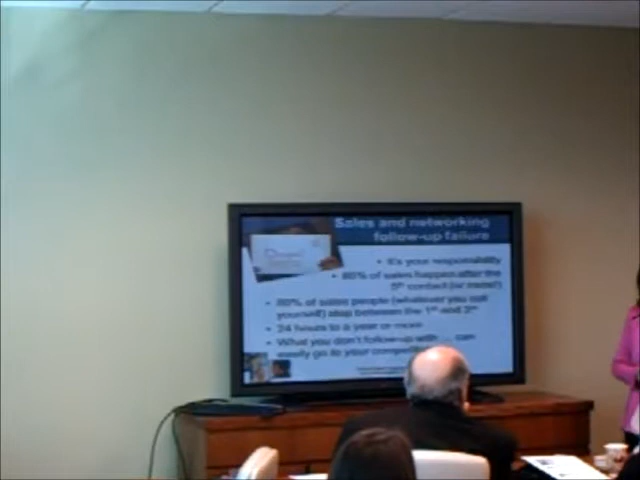 Sales and networking
follow-up failure
• It's your responsibility
• 80% of sales happen after the
5th contact (or more!)
• 80% of sales people (whatever you call
yourself) stop between the 1st and 3rd
• 24 hours to a year or more
• What you don't follow-up with ... can
easily go to your